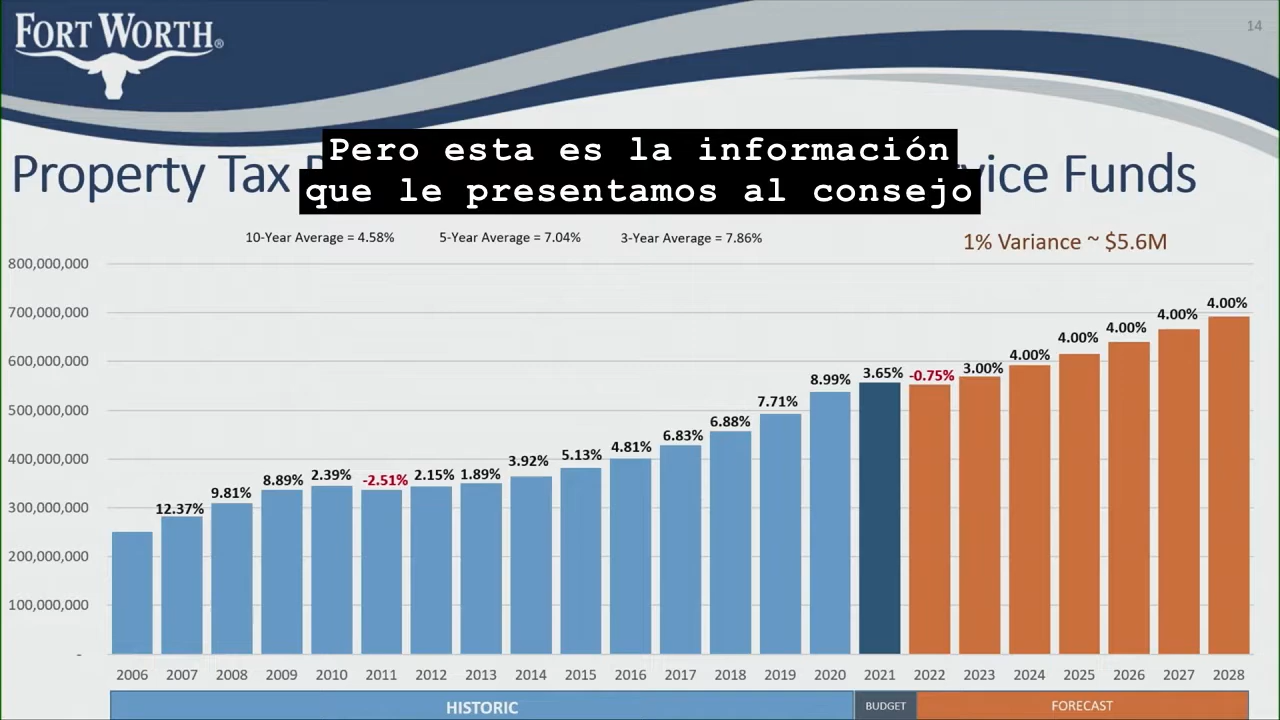 FORT WORTH®
14
Pero esta es la información
que le presentamos al consejo
Property Tax
vice Funds
10-Year Average = 4.58% 5-Year Average = 7.04% 3-Year Average = 7.86%
1% Variance ~ $5.6M
800,000,000
700,000,000
600,000,000
500,000,000
400,000,000
300,000,000
200,000,000
100,000,000
-
12.37% 9.81% 8.89% 2.39% -2.51% 2.15% 1.89% 3.92% 5.13% 4.81% 6.83% 6.88% 7.71% 8.99% 3.65% -0.75% 3.00% 4.00% 4.00% 4.00% 4.00% 4.00%
2006 2007 2008 2009 2010 2011 2012 2013 2014 2015 2016 2017 2018 2019 2020 2021 2022 2023 2024 2025 2026 2027 2028
HISTORIC BUDGET FORECAST